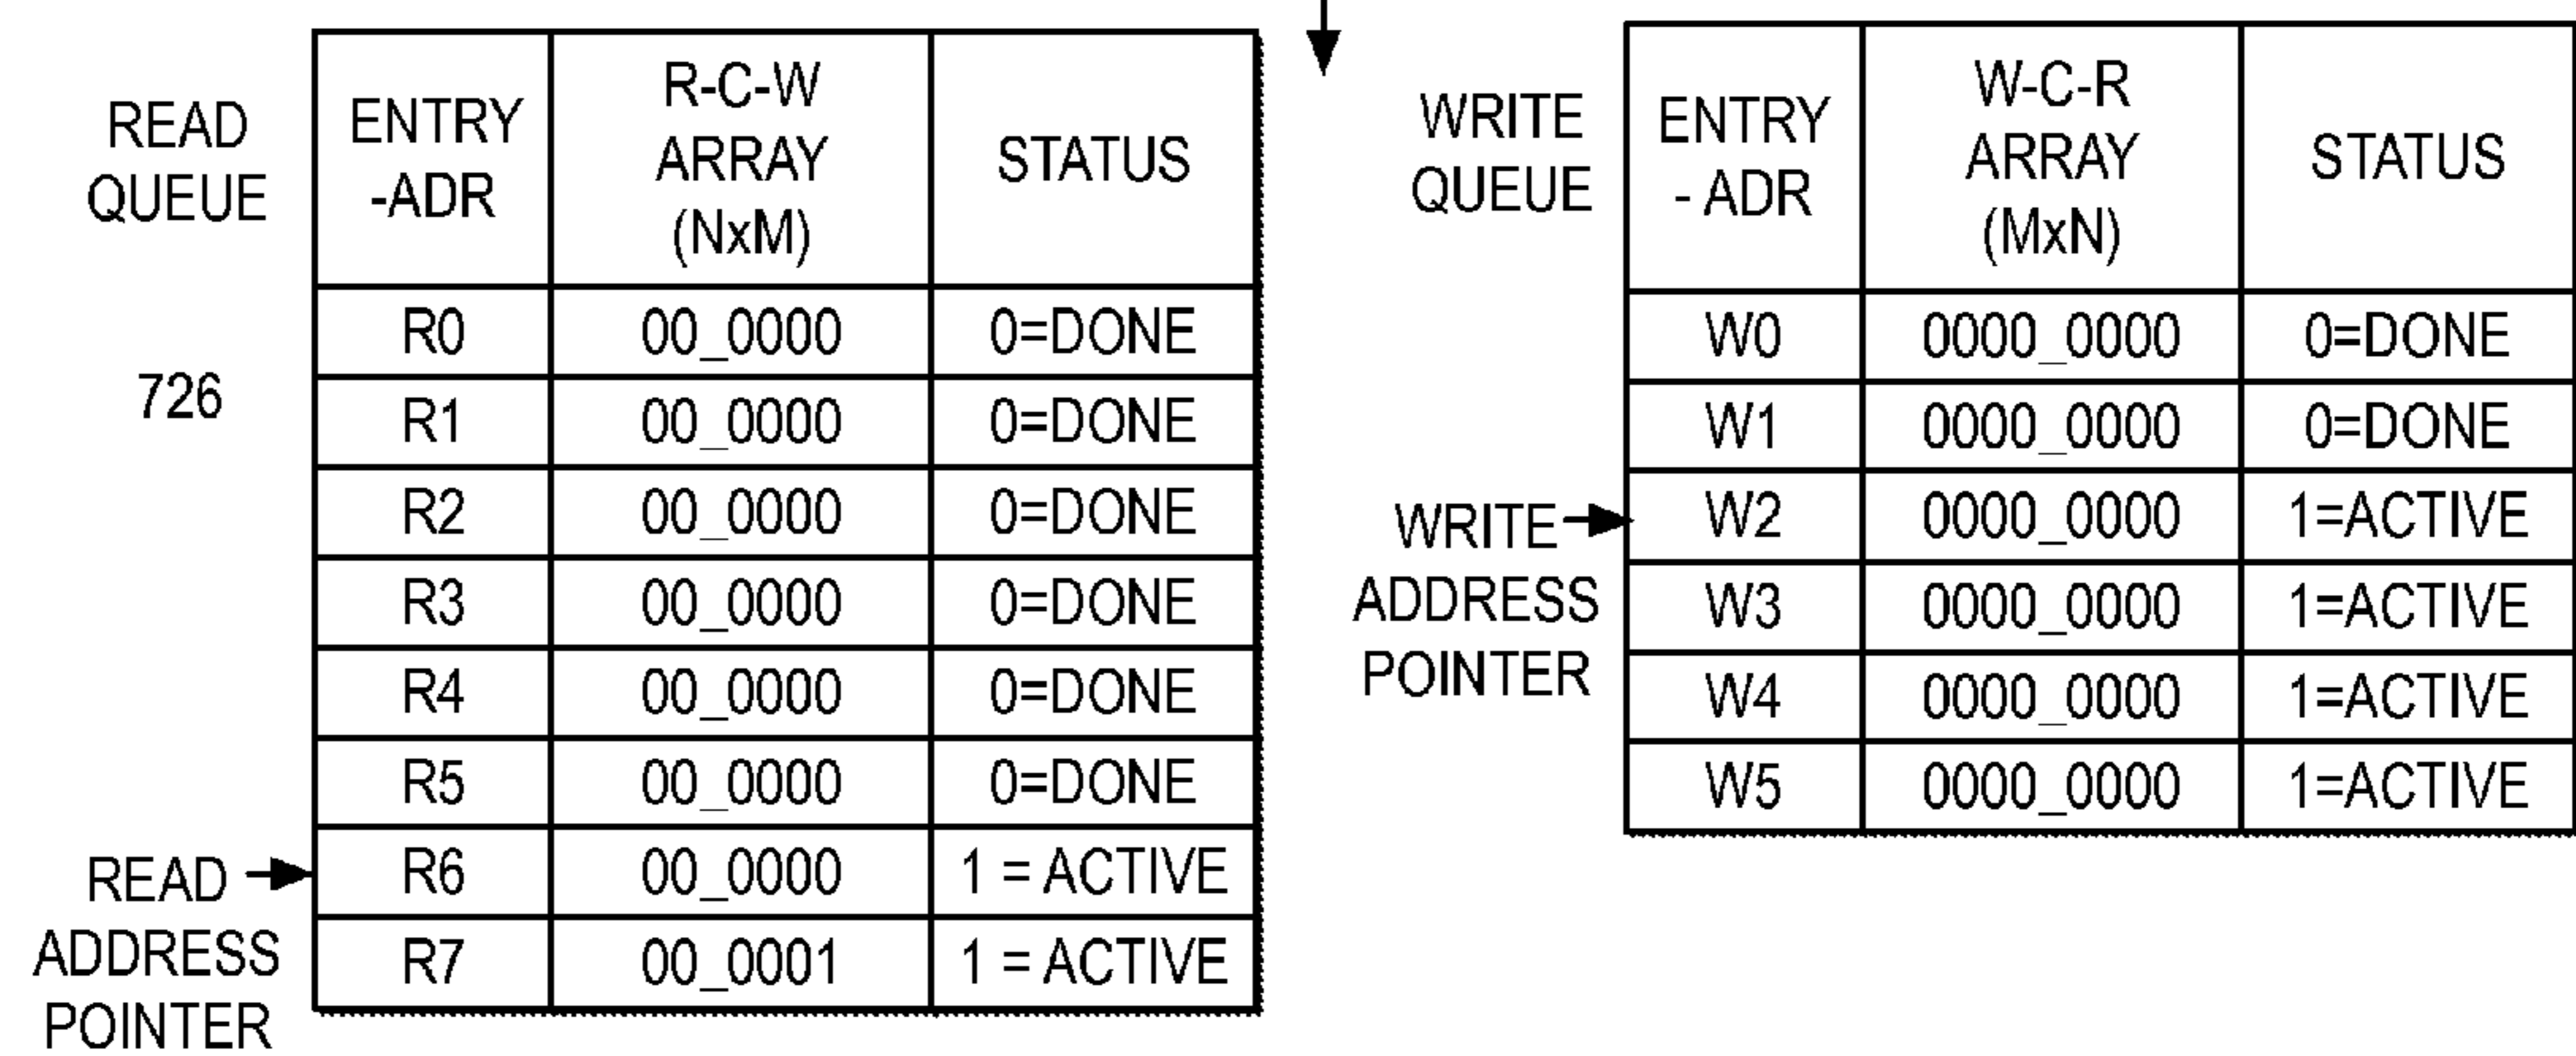 READ
QUEUE
726
READ
ADDRESS
POINTER
ENTRY
-ADR
R-C-W
ARRAY
(NxM)
STATUS
R0 00_0000 0=DONE
R1 00_0000 0=DONE
R2 00_0000 0=DONE
R3 00_0000 0=DONE
R4 00_0000 0=DONE
R5 00_0000 0=DONE
R6 00_0000 1 = ACTIVE
R7 00_0001 1 = ACTIVE
WRITE
QUEUE
WRITE
ADDRESS
POINTER
ENTRY
- ADR
W-C-R
ARRAY
(MxN)
STATUS
W0 0000_0000 0=DONE
W1 0000_0000 0=DONE
W2 0000_0000 1=ACTIVE
W3 0000_0000 1=ACTIVE
W4 0000_0000 1=ACTIVE
W5 0000_0000 1=ACTIVE